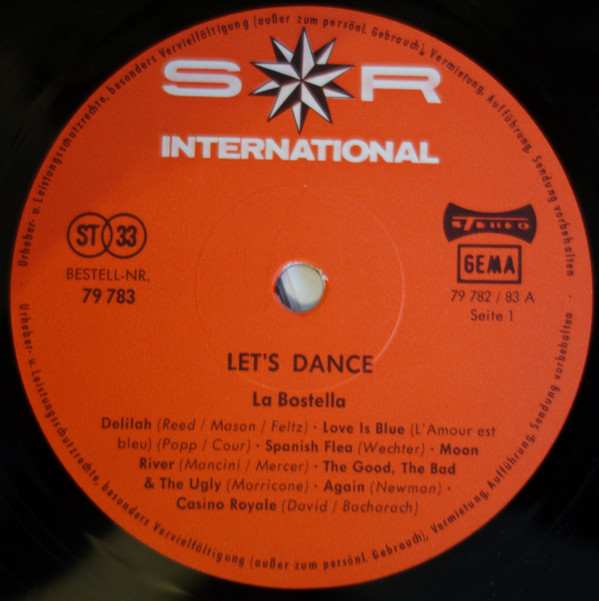 Urheber- u. Leistungsschutzrechte, besonders Vervielfältigung (außer zum persönl. Gebrauch), Vermietung, Aufführung, Sendung vorbehalten
S R
INTERNATIONAL
ST 33
STEREO
BESTELL-NR.
79 783
GEMA
79 782 / 83 A
Seite 1
LET'S DANCE
La Bostella
Delilah (Reed / Mason / Feltz) · Love Is Blue (L'Amour est
bleu) (Popp / Cour) · Spanish Flea (Wechter) · Moon
River (Mancini / Mercer) · The Good, The Bad
& The Ugly (Morricone) · Again (Newman) ·
Casino Royale (David / Bacharach)
Urheber- u. Leistungsschutzrechte, besonders Vervielfältigung (außer zum persönl. Gebrauch), Vermietung, Aufführung, Sendung vorbehalten